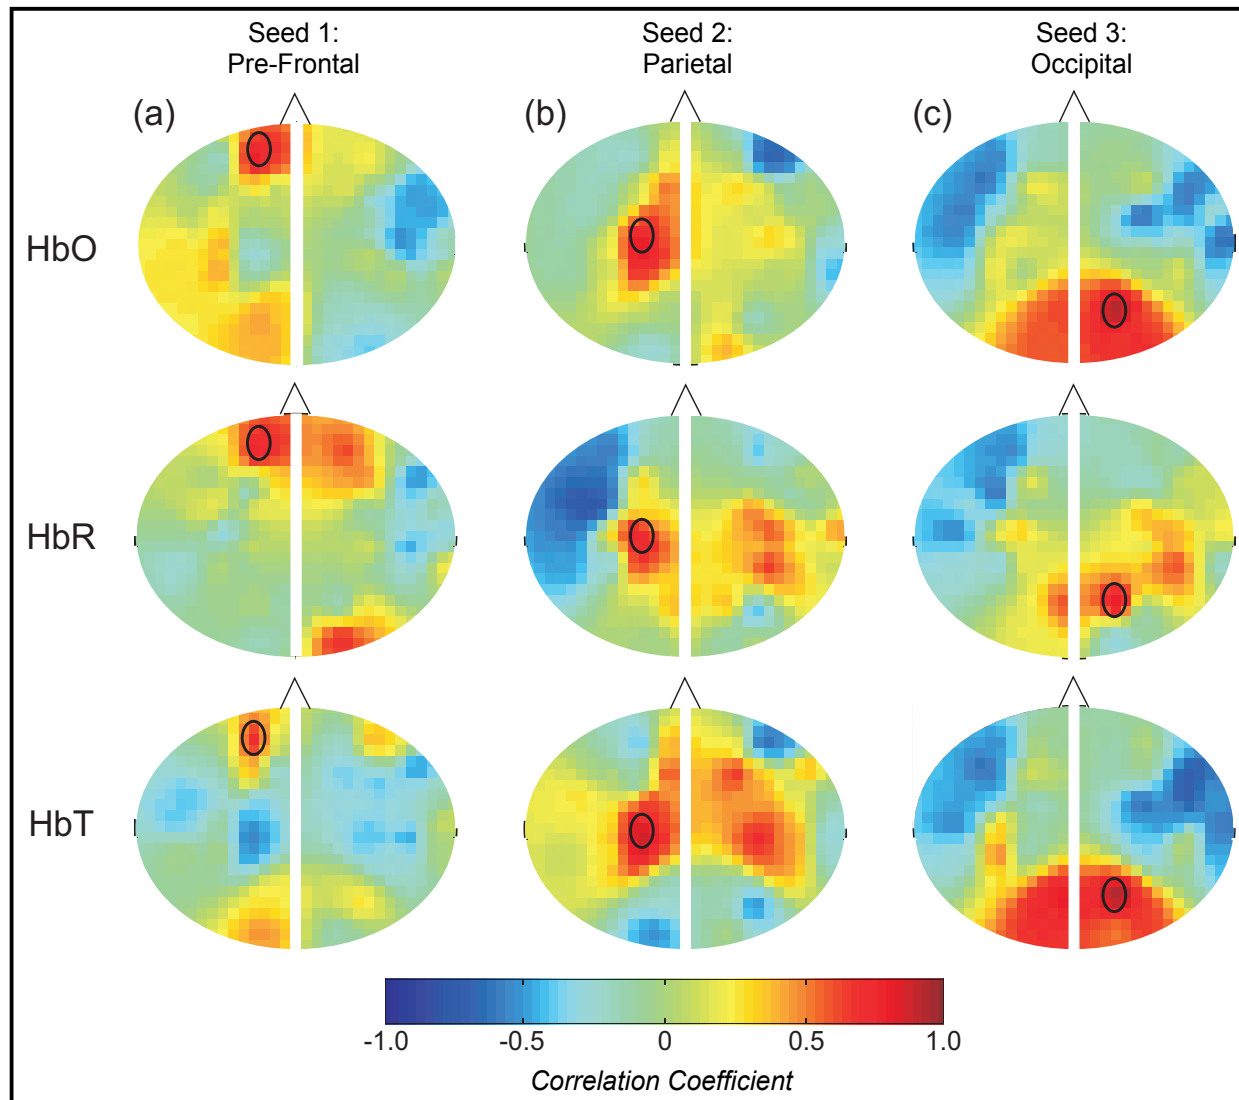 Seed 1:
Pre-Frontal
Seed 2:
Parietal
Seed 3:
Occipital
(a)
(b)
(c)
HbO
HbR
HbT
-1.0
-0.5
0
0.5
1.0
Correlation Coefficient